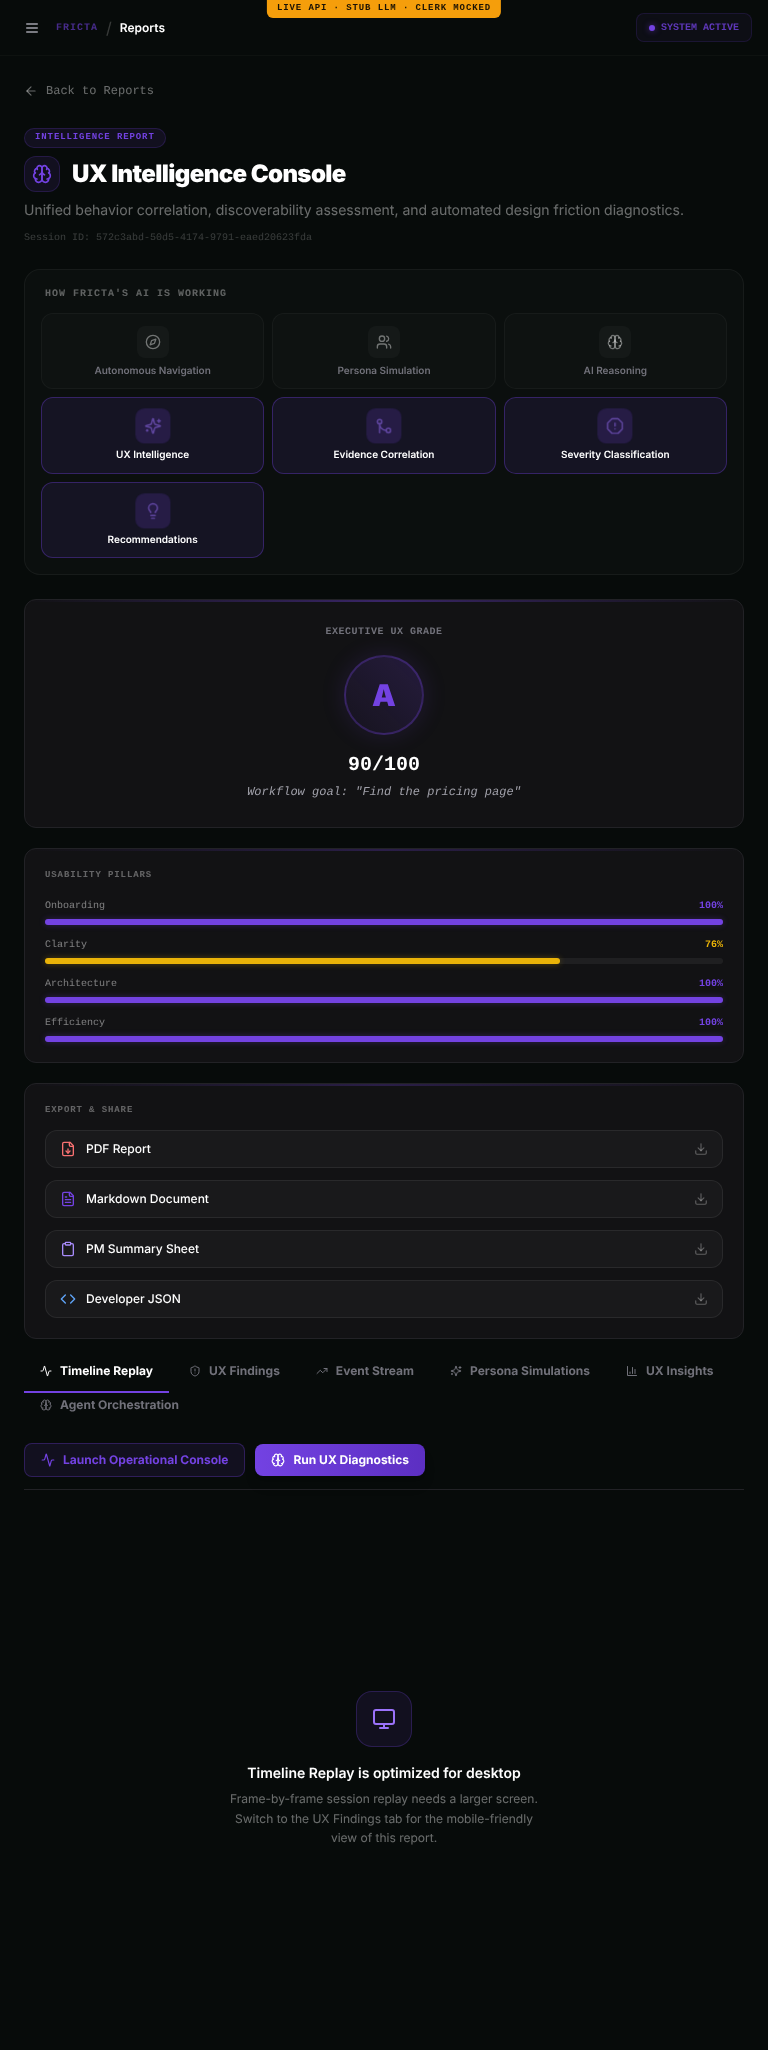 LIVE API · STUB LLM · CLERK MOCKED
FRICTA / Reports
SYSTEM ACTIVE
Back to Reports
INTELLIGENCE REPORT
UX Intelligence Console
Unified behavior correlation, discoverability assessment, and automated design friction diagnostics.
Session ID: 572c3abd-50d5-4174-9791-eaed20623fda
HOW FRICTA'S AI IS WORKING
Autonomous Navigation
Persona Simulation
AI Reasoning
UX Intelligence
Evidence Correlation
Severity Classification
Recommendations
EXECUTIVE UX GRADE
A
90/100
Workflow goal: "Find the pricing page"
USABILITY PILLARS
Onboarding 100%
Clarity 76%
Architecture 100%
Efficiency 100%
EXPORT & SHARE
PDF Report
Markdown Document
PM Summary Sheet
Developer JSON
Timeline Replay
UX Findings
Event Stream
Persona Simulations
UX Insights
Agent Orchestration
Launch Operational Console
Run UX Diagnostics
Timeline Replay is optimized for desktop
Frame-by-frame session replay needs a larger screen.
Switch to the UX Findings tab for the mobile-friendly
view of this report.